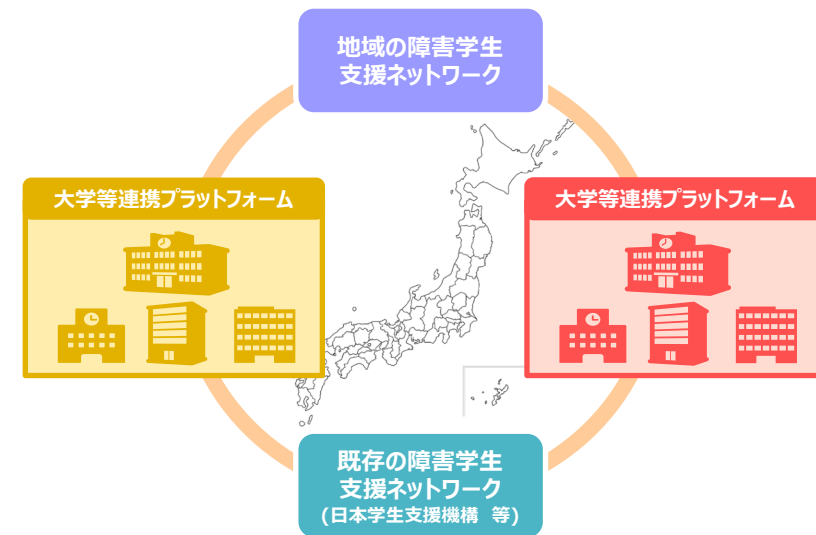 地域の障害学生
支援ネットワーク
大学等連携プラットフォーム
大学等連携プラットフォーム
既存の障害学生
支援ネットワーク
(日本学生支援機構 等)